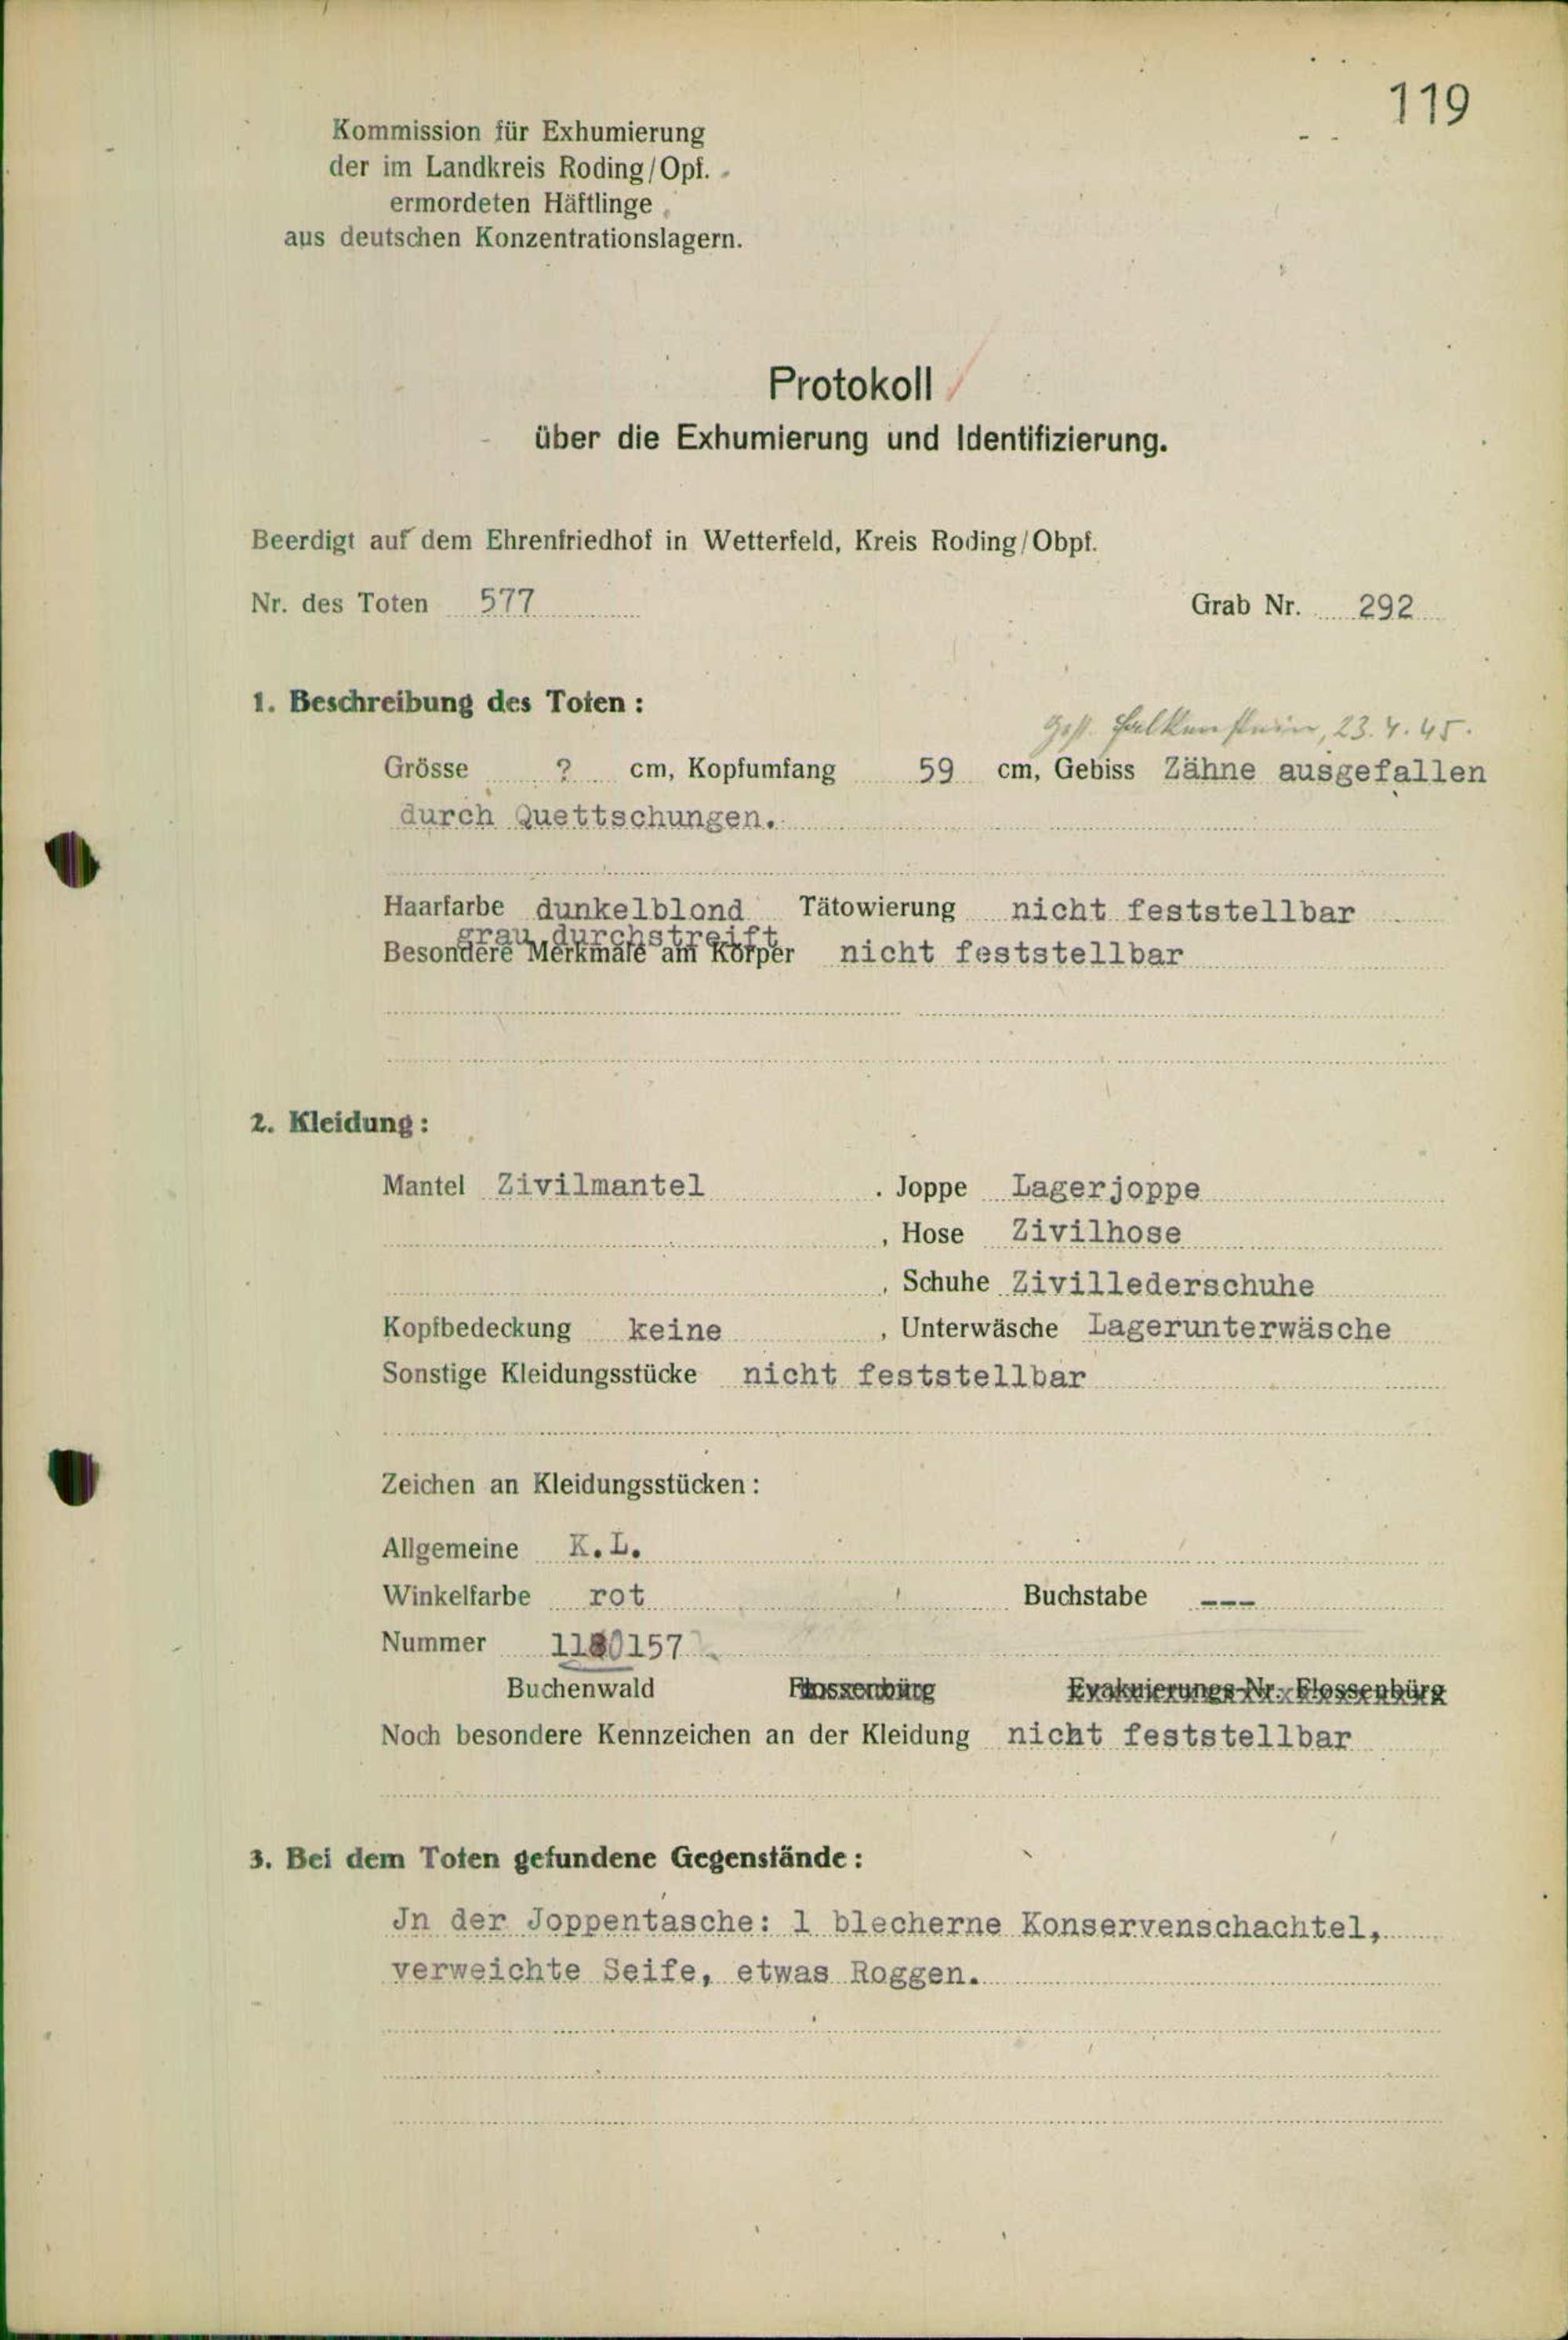 119
Kommission für Exhumierung
der im Landkreis Roding/Opf.
ermordeten Häftlinge
aus deutschen Konzentrationslagern.
Protokoll
über die Exhumierung und Identifizierung.
Beerdigt auf dem Ehrenfriedhof in Wetterfeld, Kreis Roding/Obpf.
Nr. des Toten 577 Grab Nr. 292
1. Beschreibung des Toten :
Falkenstein, 23.4.45.
Grösse ? cm, Kopfumfang 59 cm, Gebiss Zähne ausgefallen
durch Quettschungen.
Haarfarbe dunkelblond Tätowierung nicht feststellbar
grau durchstreift
Besondere Merkmale am Körper nicht feststellbar
2. Kleidung :
Mantel Zivilmantel . Joppe Lagerjoppe
, Hose Zivilhose
, Schuhe Zivillederschuhe
Kopfbedeckung keine , Unterwäsche Lagerunterwäsche
Sonstige Kleidungsstücke nicht feststellbar
Zeichen an Kleidungsstücken :
Allgemeine K.L.
Winkelfarbe rot Buchstabe ---
Nummer
Buchenwald Flossenbürg Evakuierungs-Nr. Flossenbürg
Noch besondere Kennzeichen an der Kleidung nicht feststellbar
3. Bei dem Toten gefundene Gegenstände :
Jn der Joppentasche: 1 blecherne Konservenschachtel,
verweichte Seife, etwas Roggen.